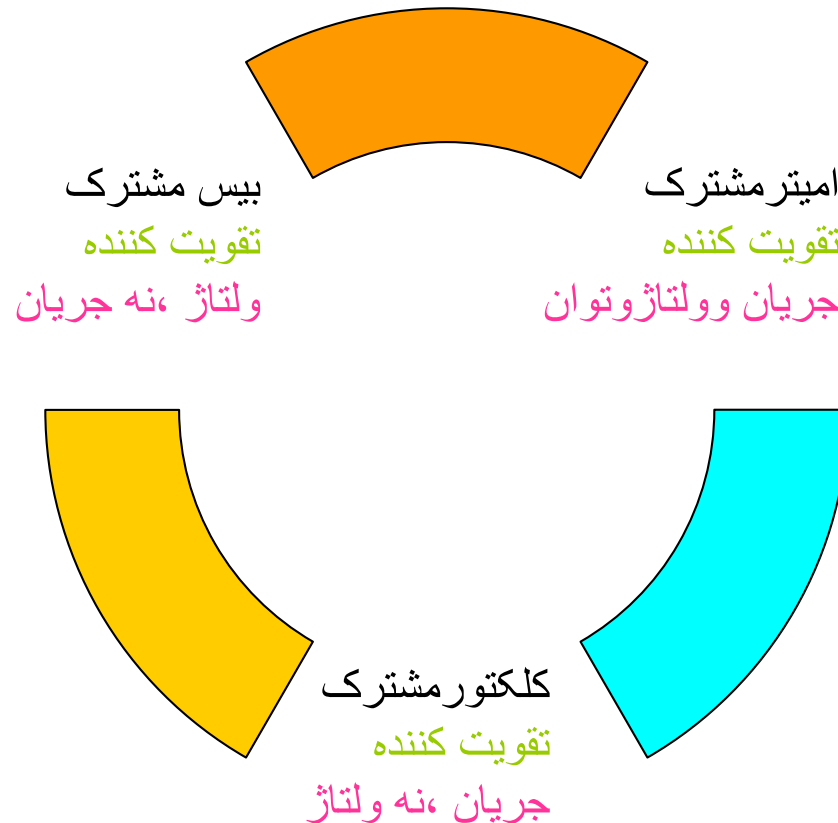 امیترمشترک
تقویت کننده
جریان وولتاژوتوان
بیس مشترک
تقویت کننده
ولتاژ ،نه جریان
کلکتورمشترک
تقویت کننده
جریان ،نه ولتاژ